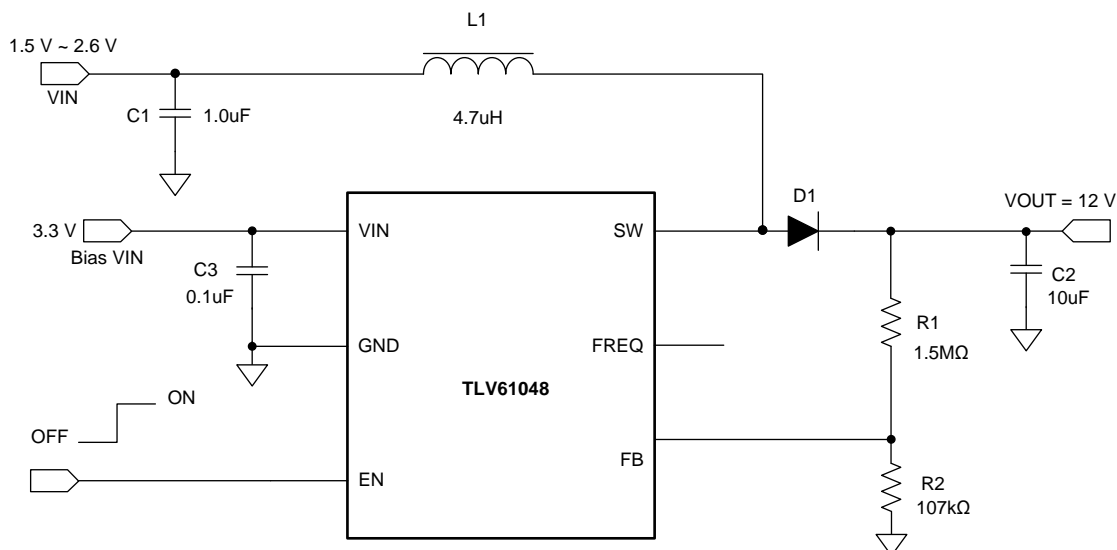 L1
1.5 V ~ 2.6 V
VIN
C1
1.0uF
4.7uH
D1
VOUT = 12 V
3.3 V
Bias VIN
VIN
SW
C3
0.1uF
C2
10uF
R1
1.5MΩ
GND
FREQ
TLV61048
ON
OFF
FB
EN
R2
107kΩ